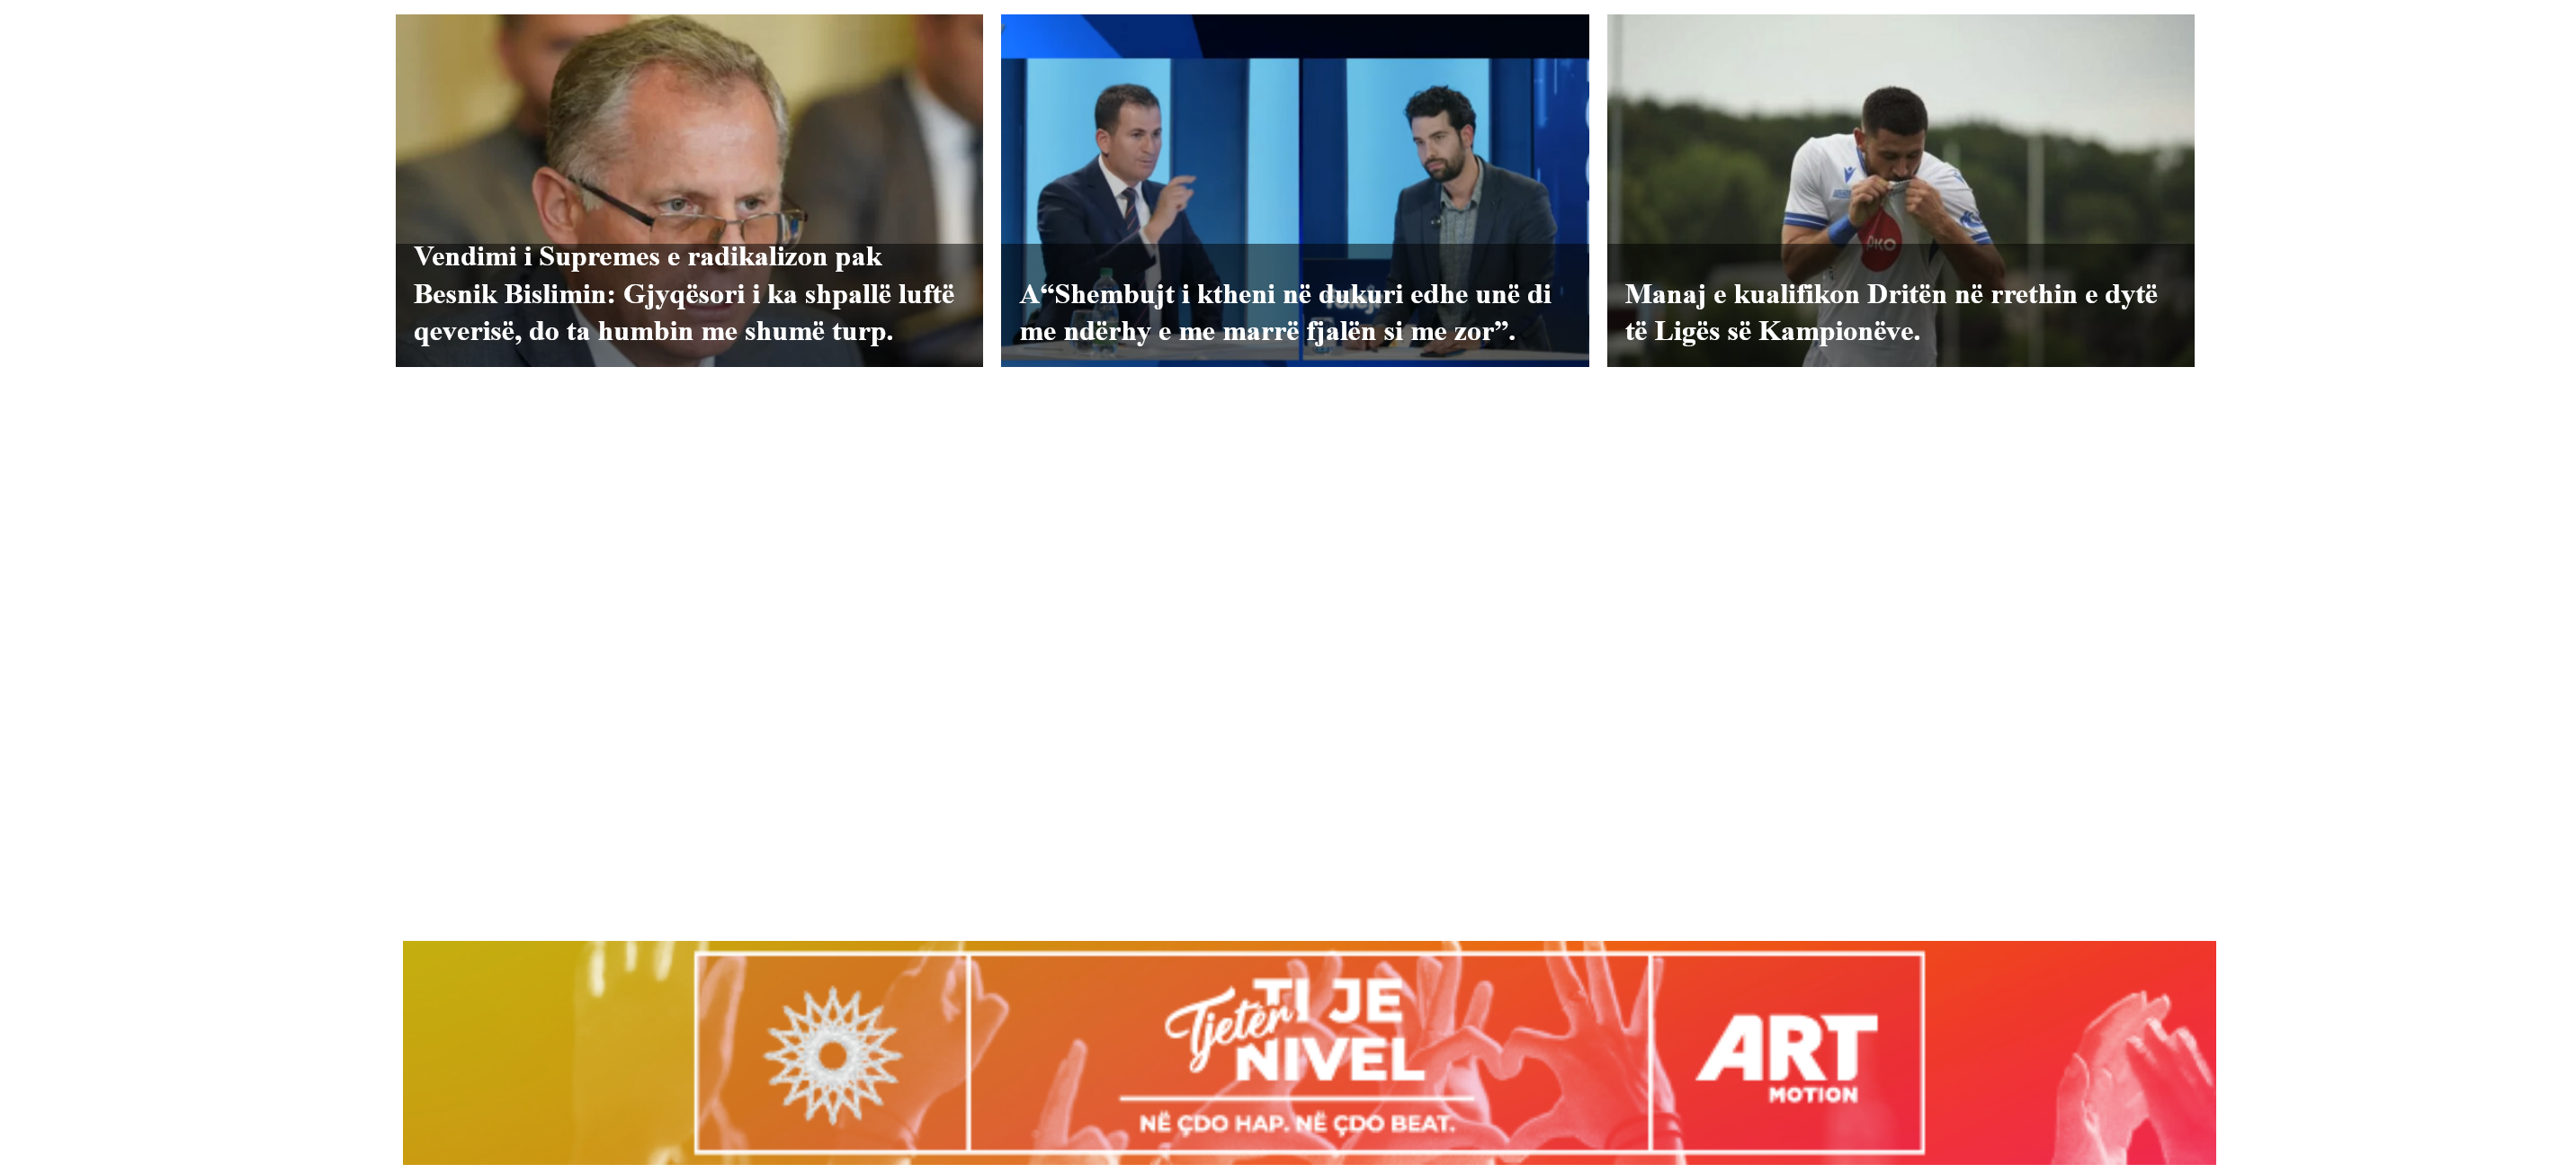 Vendimi i Supremes e radikalizon pak
Besnik Bislimin: Gjyqësori i ka shpallë luftë
qeverisë, do ta humbin me shumë turp.
A“Shembujt i ktheni në dukuri edhe unë di
me ndërhy e me marrë fjalën si me zor”.
PKO
Manaj e kualifikon Dritën në rrethin e dytë
të Ligës së Kampionëve.
TI JE
Tjetër
NIVEL
NË ÇDO HAP. NË ÇDO BEAT.
ART
MOTION